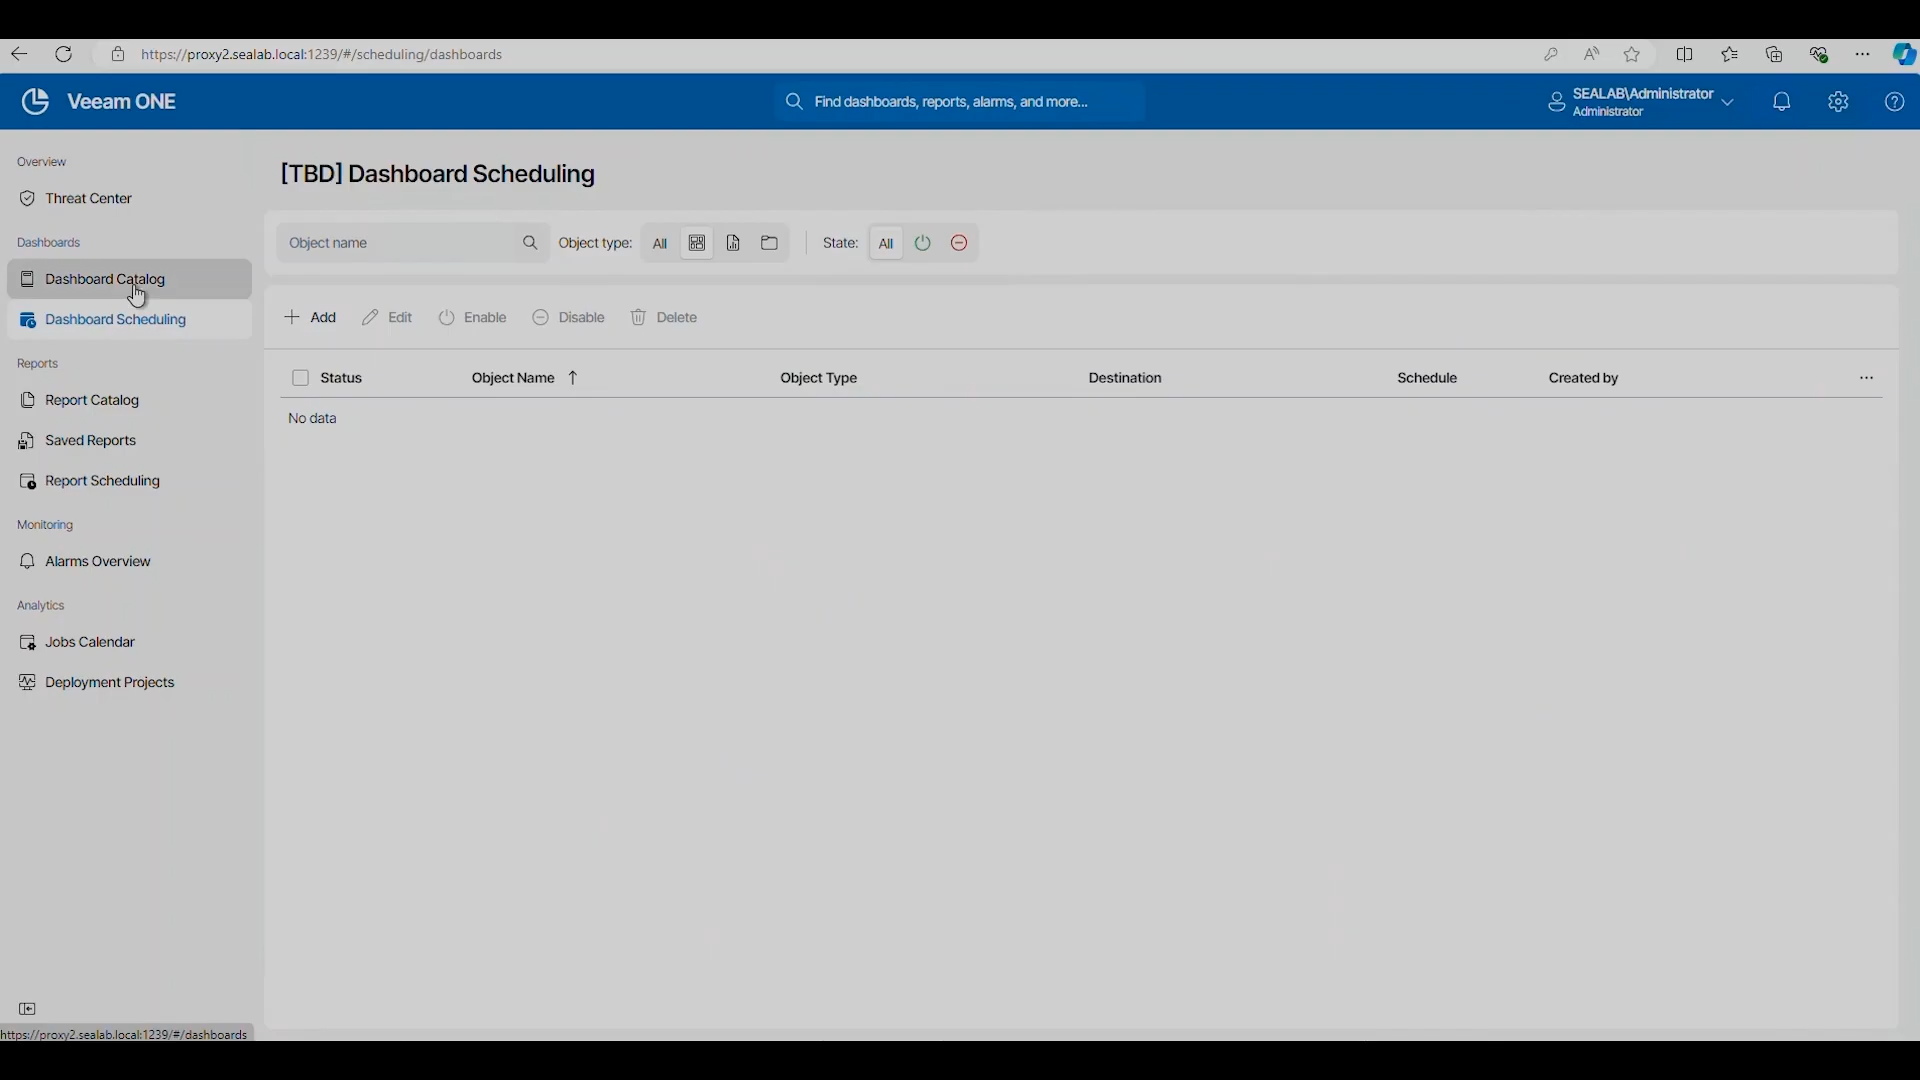 https://proxy2.sealab.local:1239/#/scheduling/dashboards
Veeam ONE
Find dashboards, reports, alarms, and more...
SEALAB\Administrator
Administrator
Overview
Threat Center
Dashboards
Dashboard Catalog
Dashboard Scheduling
Reports
Report Catalog
Saved Reports
Report Scheduling
Monitoring
Alarms Overview
Analytics
Jobs Calendar
Deployment Projects
[TBD] Dashboard Scheduling
Object name Object type: All State: All
Add Edit Enable Disable Delete
Status Object Name Object Type Destination Schedule Created by
No data
https://proxy2.sealab.local:1239/#/dashboards